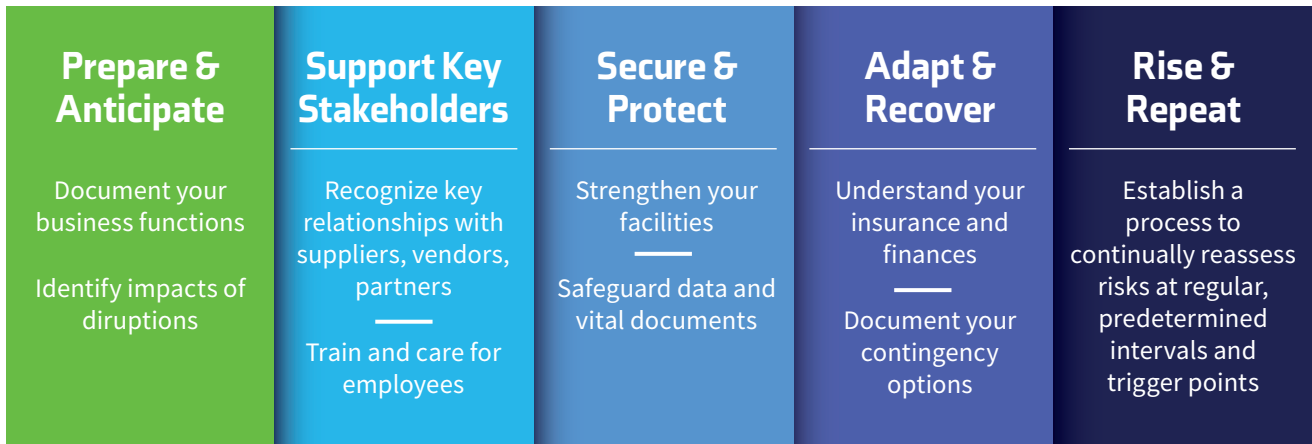 Prepare &
Anticipate
Document your
business functions
Identify impacts of
diruptions
Support Key
Stakeholders
Recognize key
relationships with
suppliers, vendors,
partners
Train and care for
employees
Secure &
Protect
Strengthen your
facilities
Safeguard data and
vital documents
Adapt &
Recover
Understand your
insurance and
finances
Document your
contingency
options
Rise &
Repeat
Establish a
process to
continually reassess
risks at regular,
predetermined
intervals and
trigger points